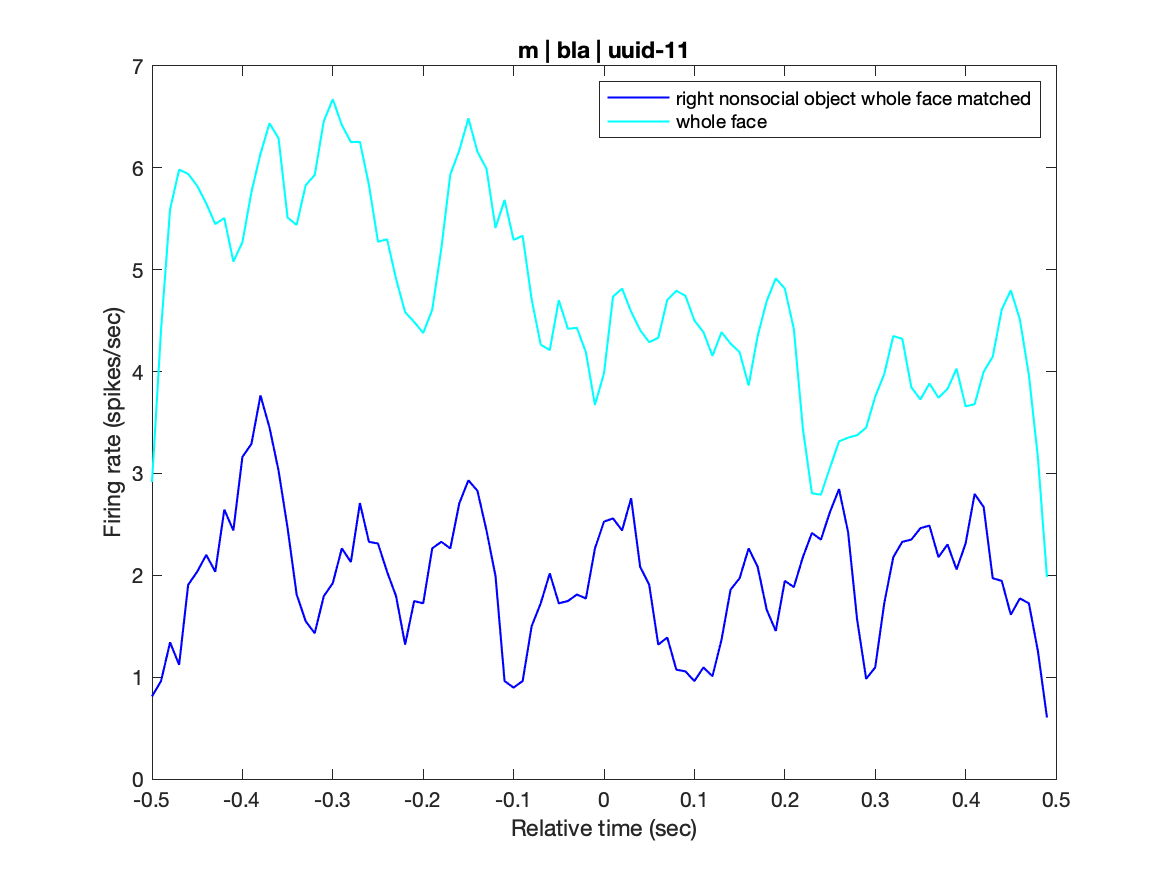 m | bla | uuid-11
right nonsocial object whole face matched
whole face
7
6
5
4
3
2
1
0
Firing rate (spikes/sec)
-0.5 -0.4 -0.3 -0.2 -0.1 0 0.1 0.2 0.3 0.4 0.5
Relative time (sec)